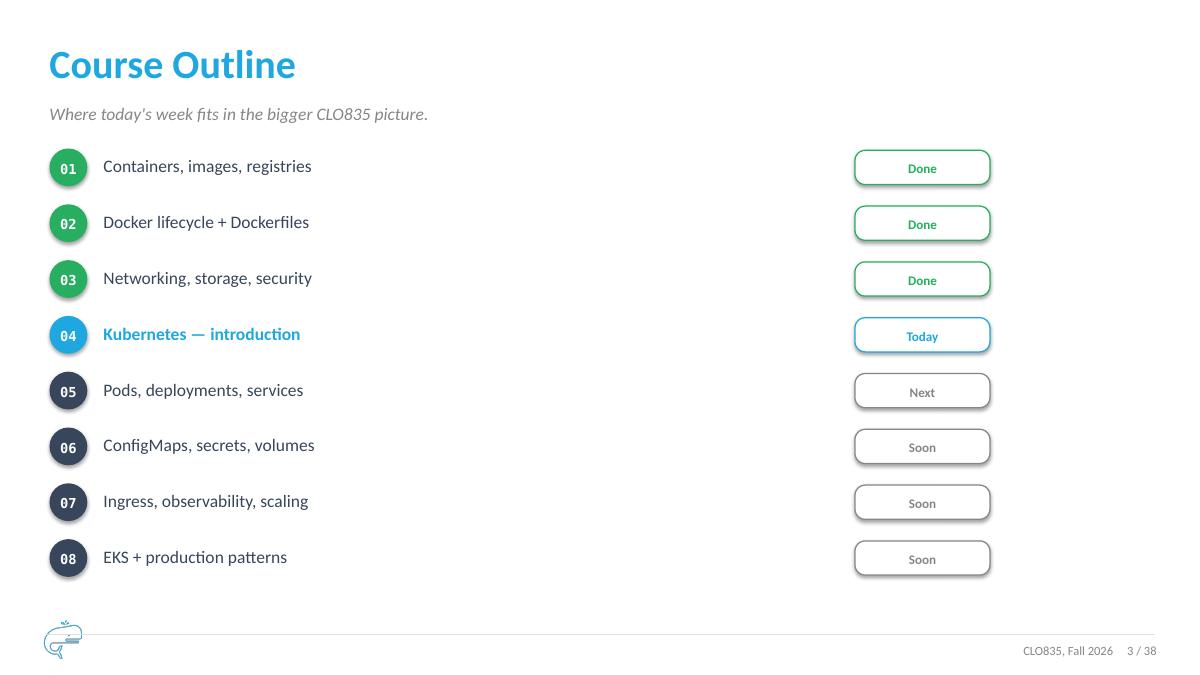 Course Outline
Where today's week fits in the bigger CLO835 picture.
01 Containers, images, registries Done
02 Docker lifecycle + Dockerfiles Done
03 Networking, storage, security Done
04 Kubernetes — introduction Today
05 Pods, deployments, services Next
06 ConfigMaps, secrets, volumes Soon
07 Ingress, observability, scaling Soon
08 EKS + production patterns Soon
CLO835, Fall 2026 3 / 38